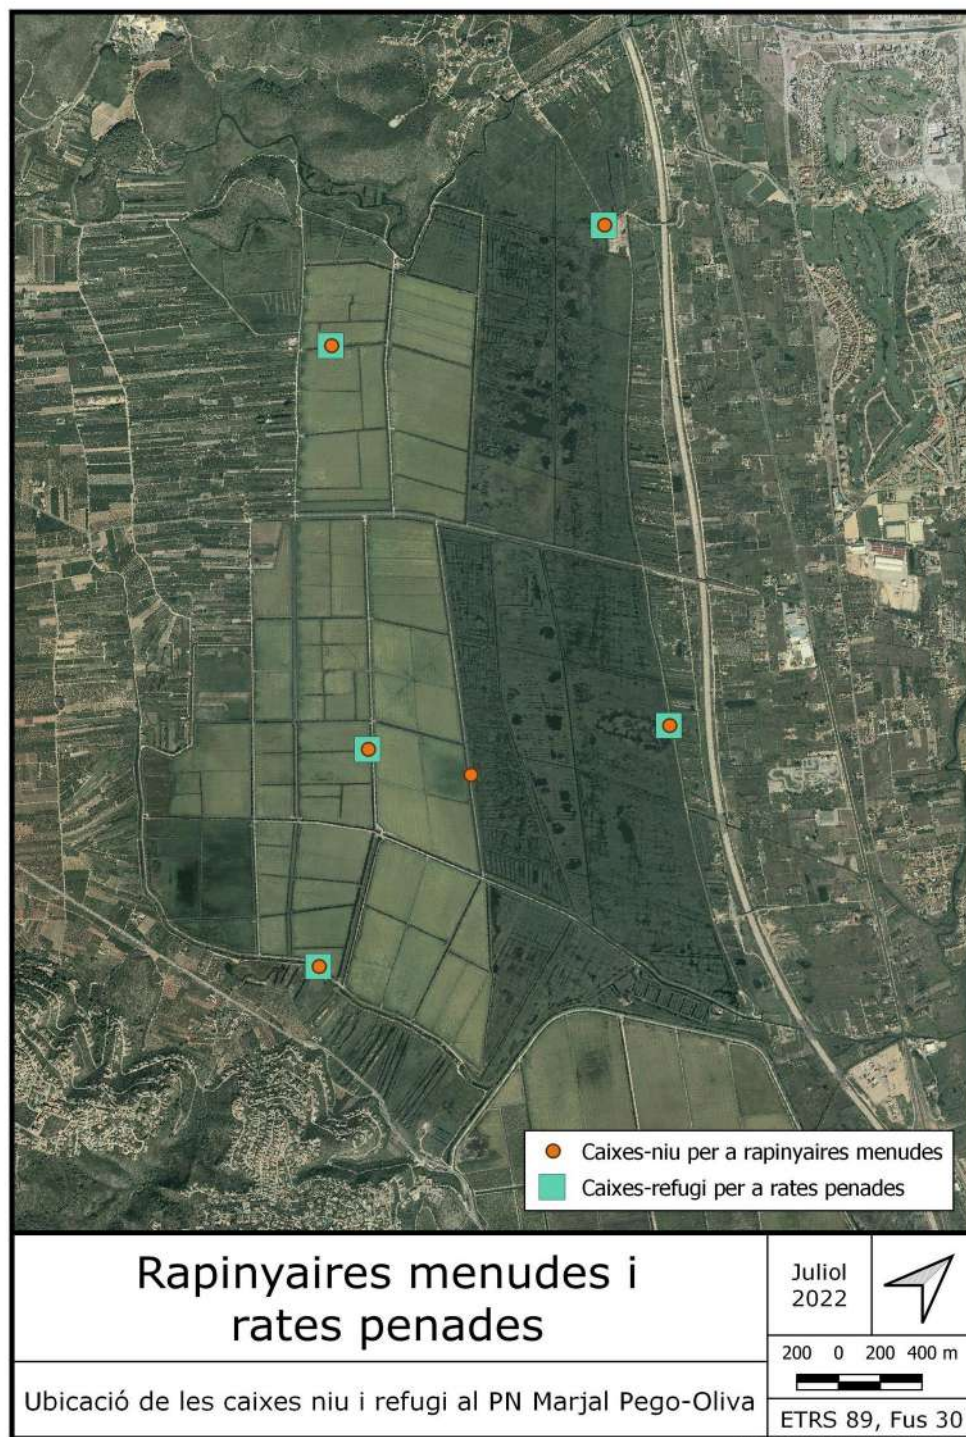 Caixes-niu per a rapinyaires menudes
Caixes-refugi per a rates penades
Rapinyaires menudes i
rates penades
Ubicació de les caixes niu i refugi al PN Marjal Pego-Oliva
Juliol
2022
200 0 200 400 m
ETRS 89, Fus 30